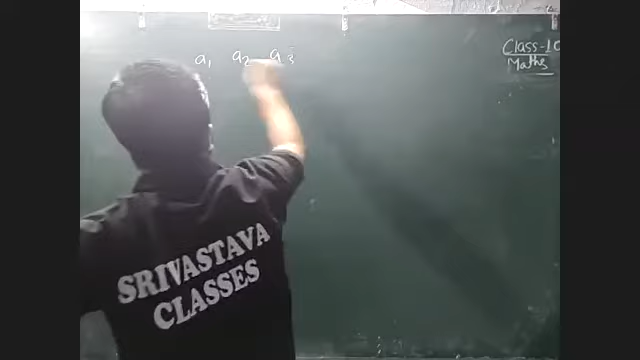 a₁ a₂ a₃
Class-10
Maths
SRIVASTAVA
CLASSES